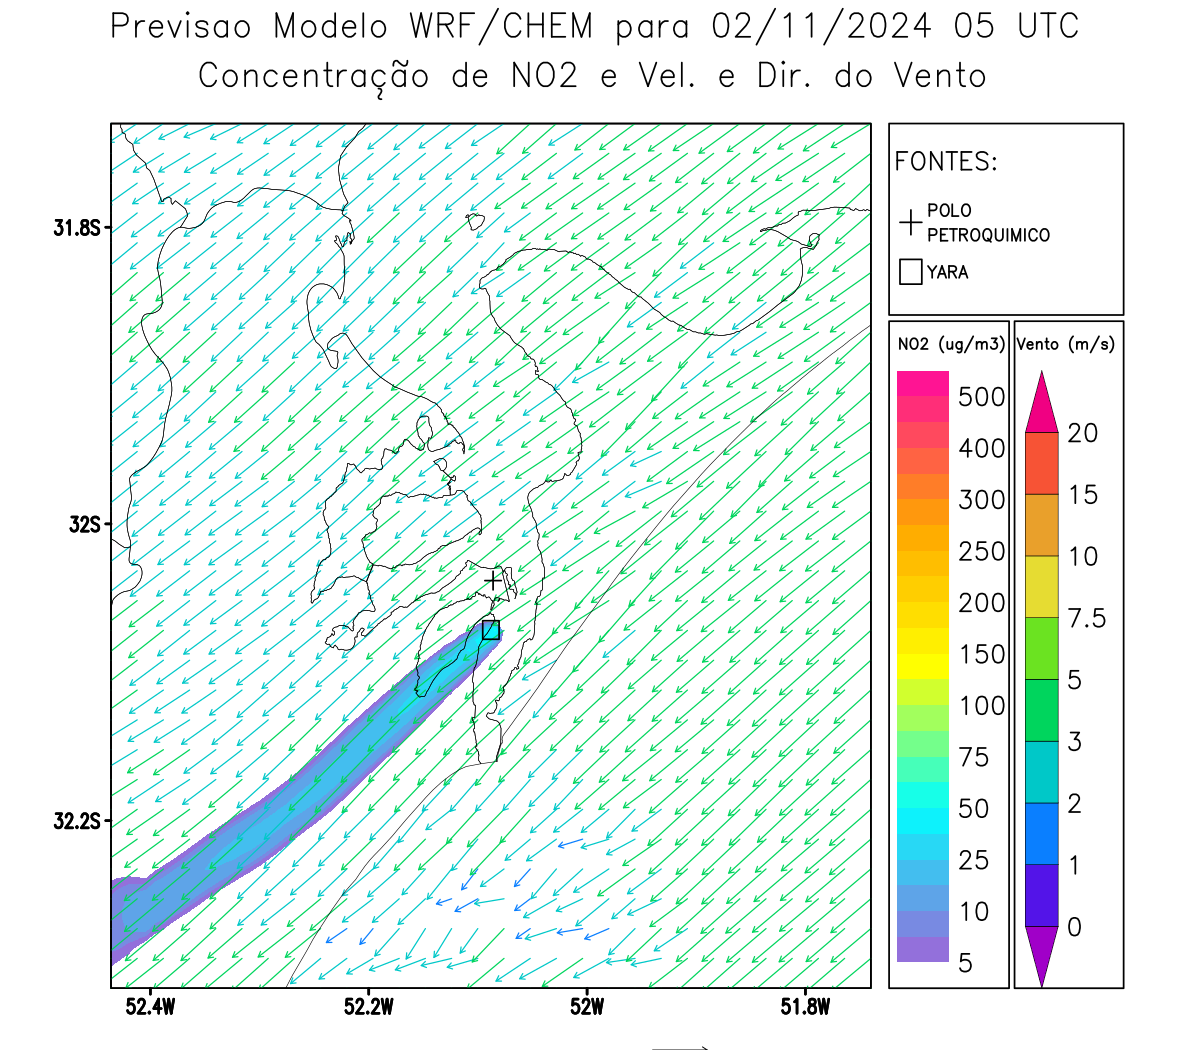 Previsao Modelo WRF/CHEM para 02/11/2024 05 UTC
Concentração de NO2 e Vel. e Dir. do Vento
FONTES:
POLO
PETROQUIMICO
YARA
NO2 (ug/m3)
500
400
300
250
200
150
100
75
50
25
10
5
Vento (m/s)
20
15
10
7.5
5
3
2
1
0
31.8S
32S
32.2S
52.4W 52.2W 52W 51.8W